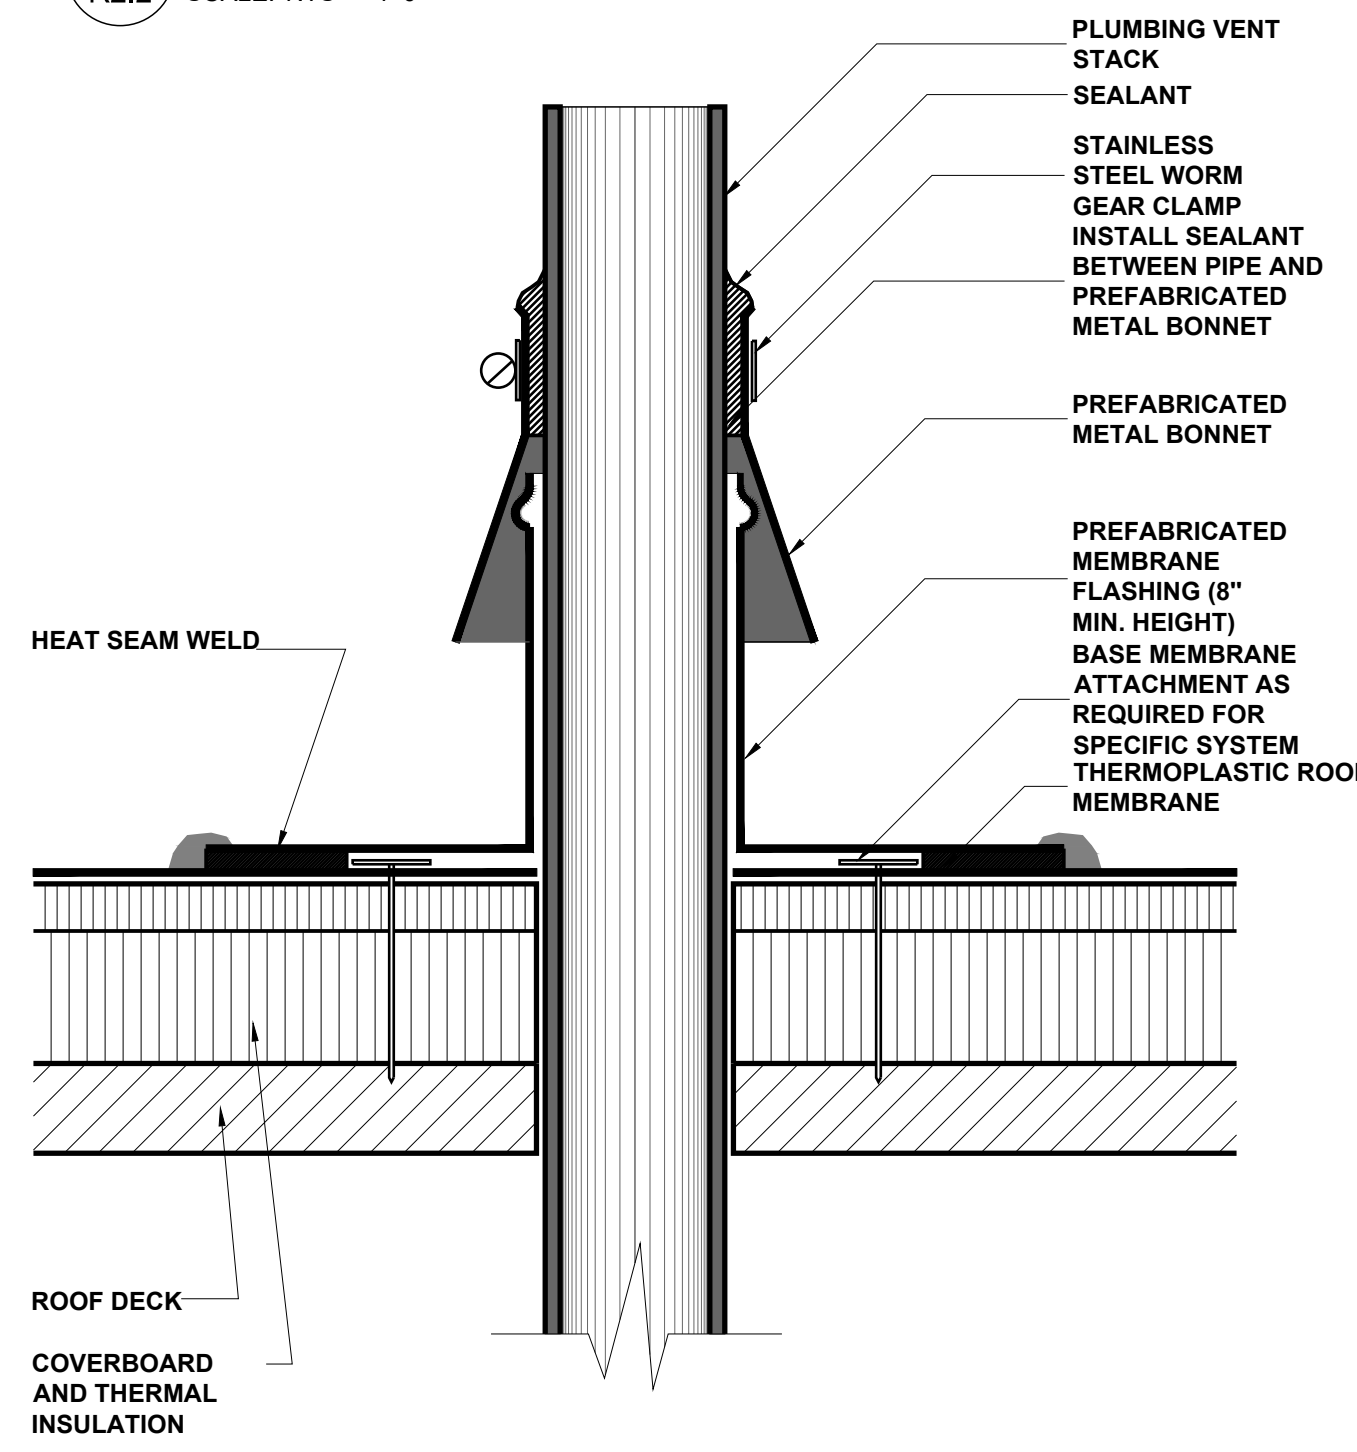 PLUMBING VENT
STACK
SEALANT
STAINLESS
STEEL WORM
GEAR CLAMP
INSTALL SEALANT
BETWEEN PIPE AND
PREFABRICATED
METAL BONNET
PREFABRICATED
METAL BONNET
PREFABRICATED
MEMBRANE
FLASHING (8"
MIN. HEIGHT)
BASE MEMBRANE
ATTACHMENT AS
REQUIRED FOR
SPECIFIC SYSTEM
THERMOPLASTIC
MEMBRANE
HEAT SEAM WELD
ROOF DECK
COVERBOARD
AND THERMAL
INSULATION